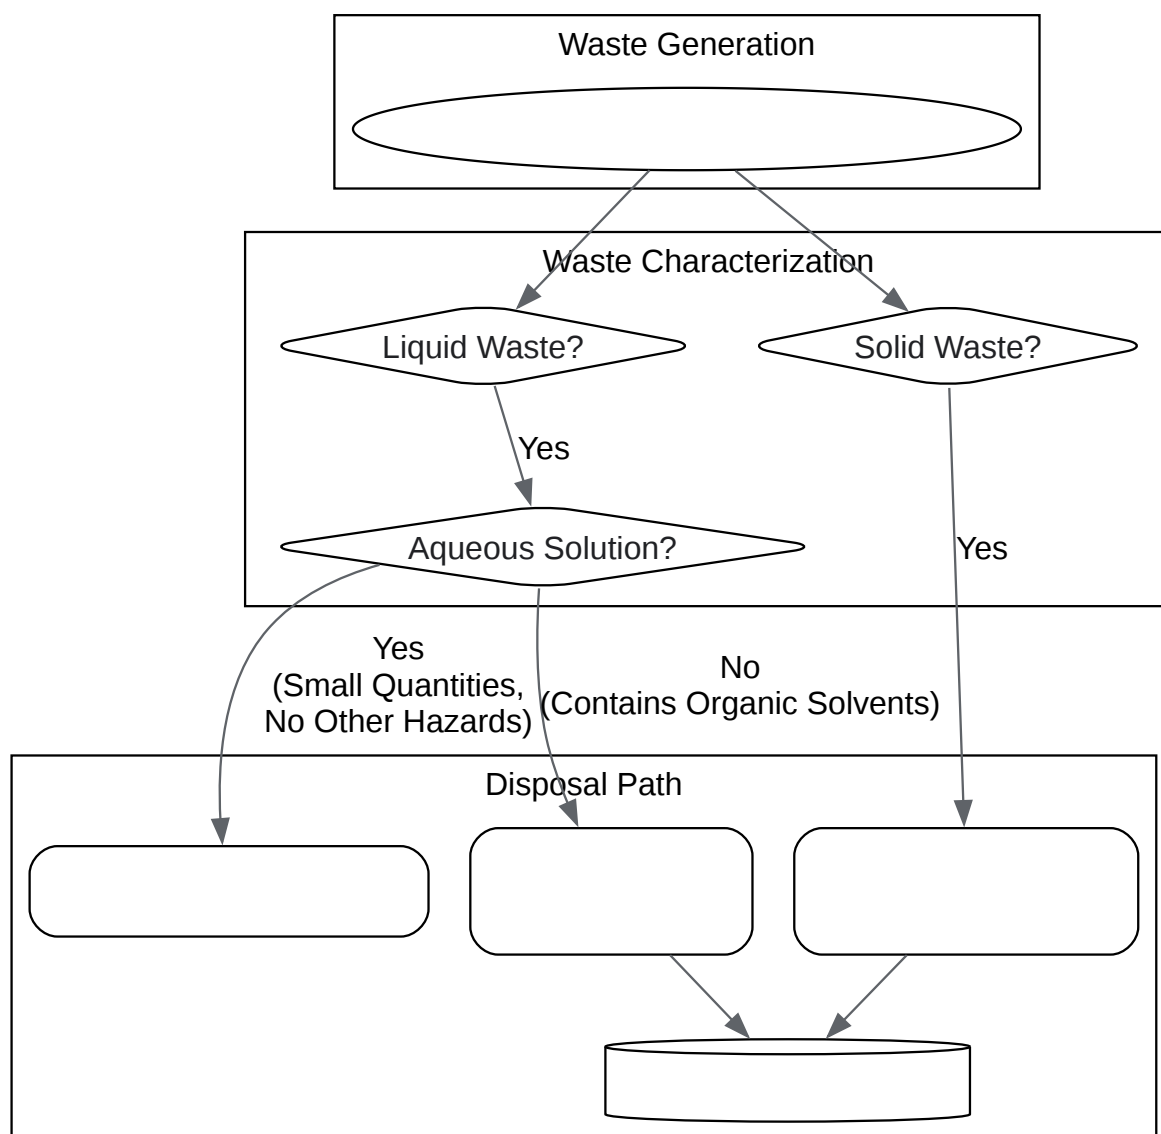 Waste Generation
Waste Characterization
Liquid Waste?
Solid Waste?
Yes
Aqueous Solution?
Yes
Yes
(Small Quantities,
No Other Hazards)
No
(Contains Organic Solvents)
Disposal Path